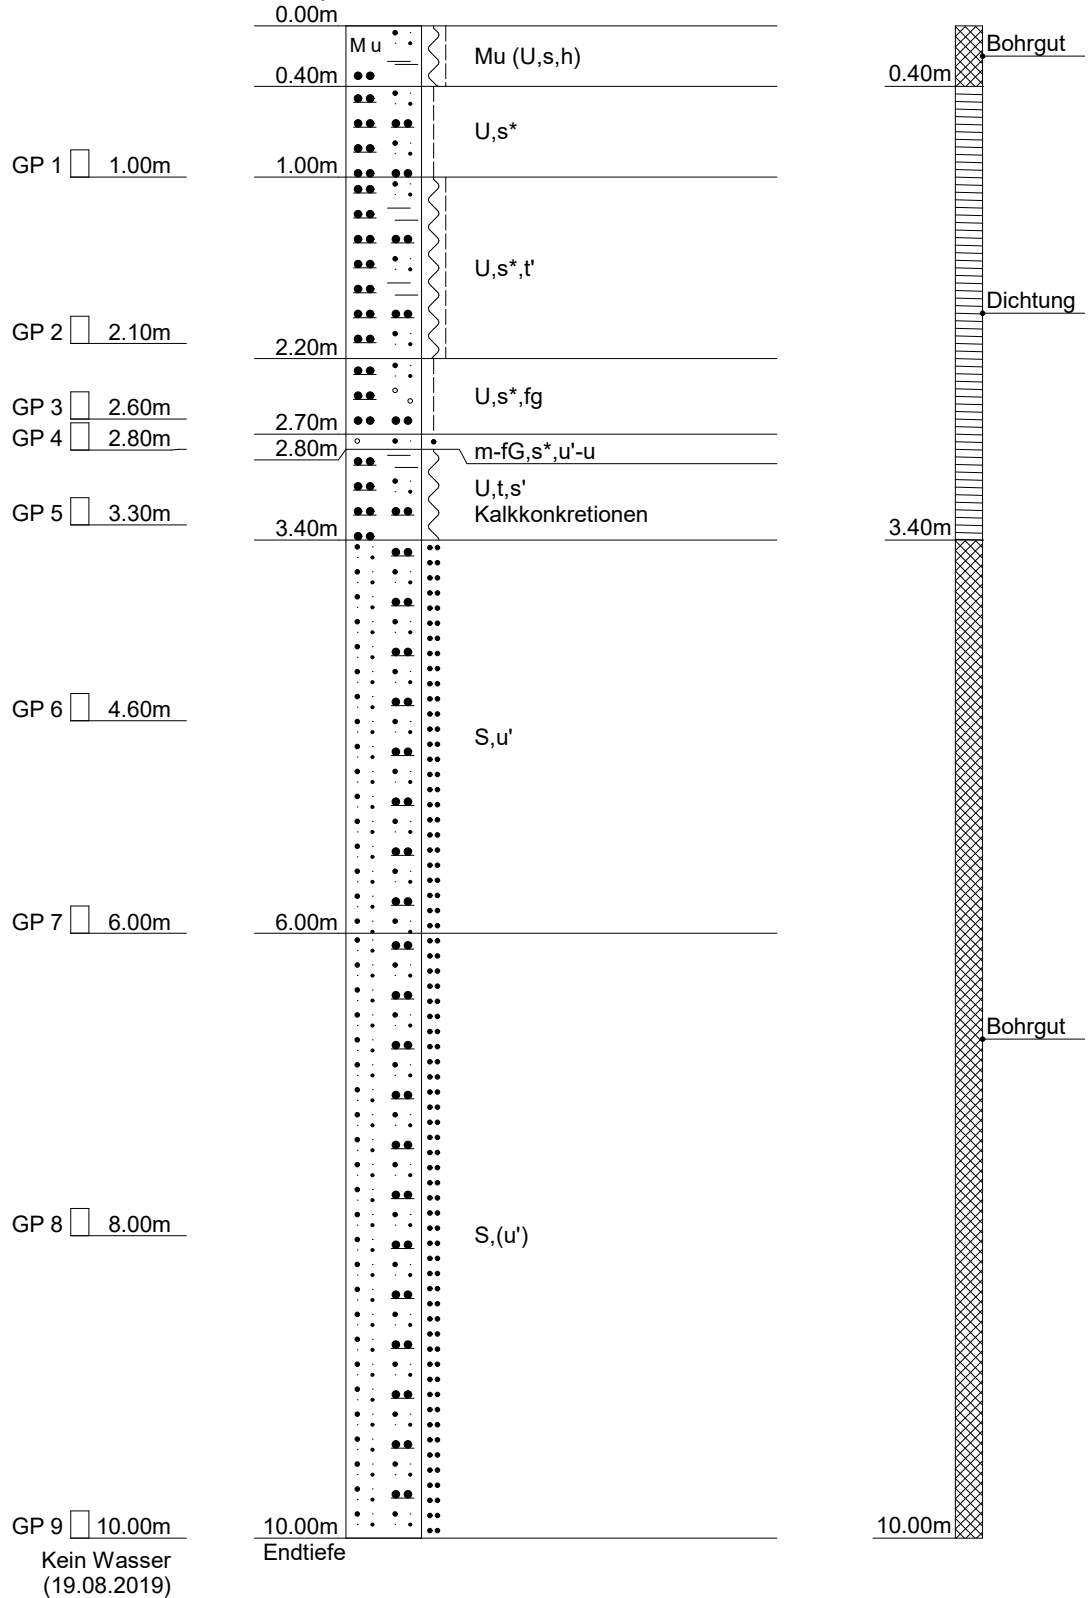 0.00m
Mu
Mu (U,s,h)
Bohrgut
0.40m
0.40m
U,s*
GP 1 1.00m
1.00m
U,s*,t'
Dichtung
GP 2 2.10m
2.20m
U,s*,fg
GP 3 2.60m
2.70m
GP 4 2.80m
2.80m
m-fG,s*,u'-u
U,t,s'
Kalkkonkretionen
GP 5 3.30m
3.40m
3.40m
GP 6 4.60m
S,u'
GP 7 6.00m
6.00m
Bohrgut
GP 8 8.00m
S,(u')
GP 9 10.00m
10.00m
10.00m
Endtiefe
Kein Wasser
(19.08.2019)